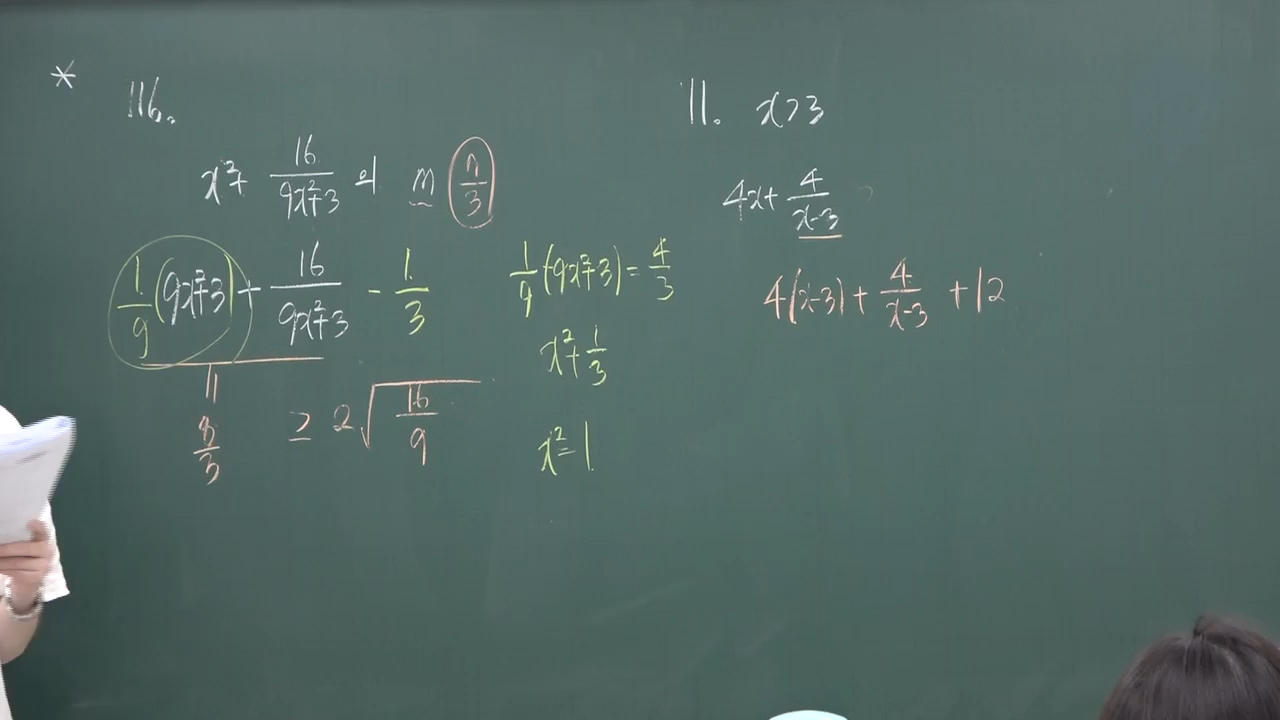 *
116.
x² + 16/(9x²+3) 의 m (n/3)
1/9 (9x²+3) + 16/(9x²+3) - 1/3
11
8/3 ≥ 2√(16/9)
1/9 (9x²+3) = 4/3
x² + 1/3
x² = 1
11. x>3
4x + 4/(x-3)
4(x-3) + 4/(x-3) + 12